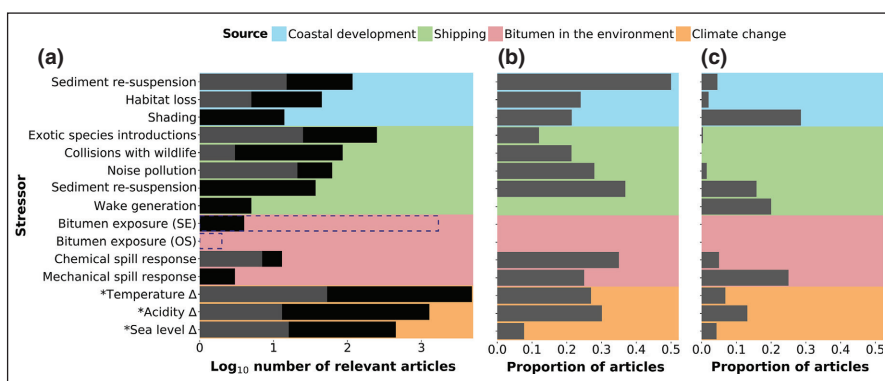 Source Coastal development Shipping Bitumen in the environment Climate change
(a) (b) (c)
Stressor
Sediment re-suspension
Habitat loss
Shading
Exotic species introductions
Collisions with wildlife
Noise pollution
Sediment re-suspension
Wake generation
Bitumen exposure (SE)
Bitumen exposure (OS)
Chemical spill response
Mechanical spill response
*Temperature Δ
*Acidity Δ
*Sea level Δ
0 1 2 3 0.0 0.1 0.2 0.3 0.4 0.5 0.0 0.1 0.2 0.3 0.4 0.5
Log₁₀ number of relevant articles Proportion of articles Proportion of articles